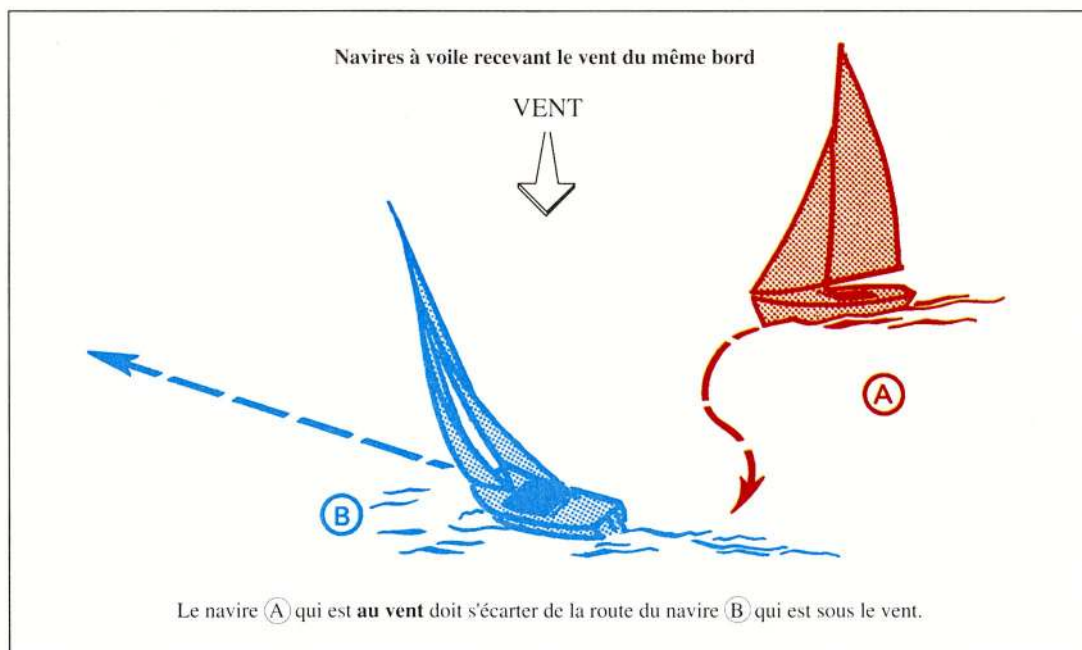 Navires à voile recevant le vent du même bord
VENT
A
B
Le navire A qui est au vent doit s'écarter de la route du navire B qui est sous le vent.